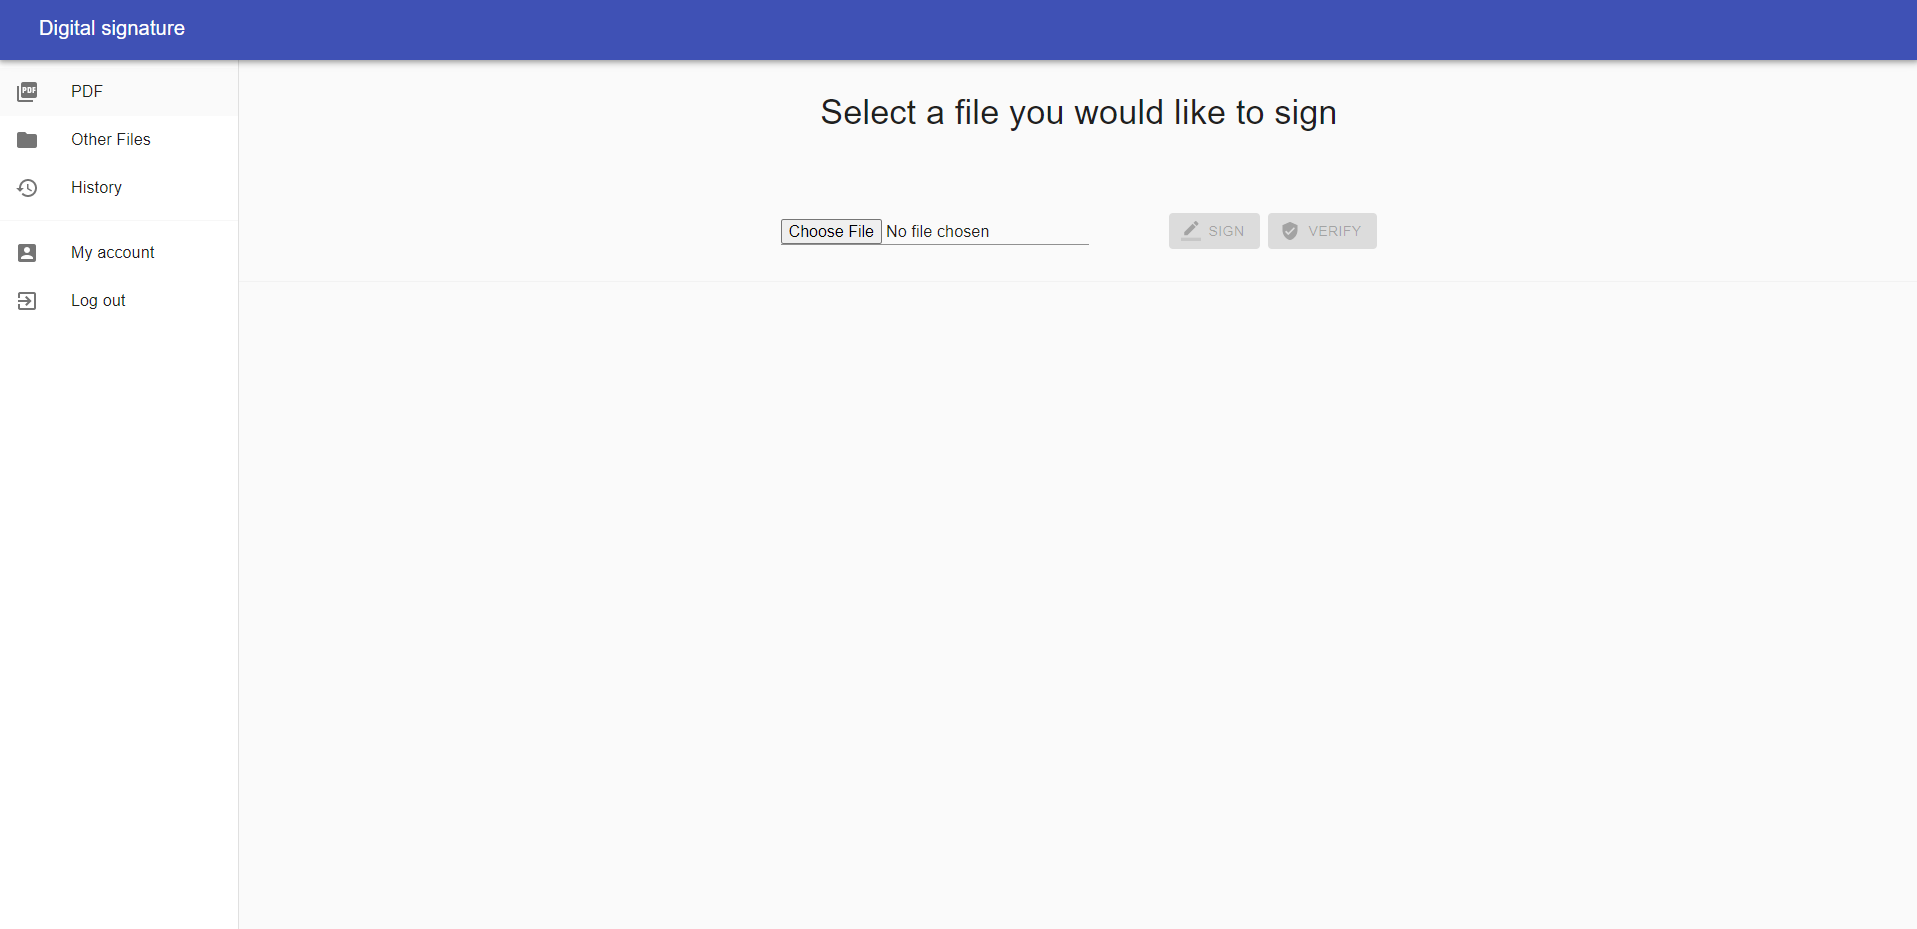 Digital signature
PDF
PDF
Other Files
History
My account
Log out
Select a file you would like to sign
Choose File No file chosen
SIGN
VERIFY